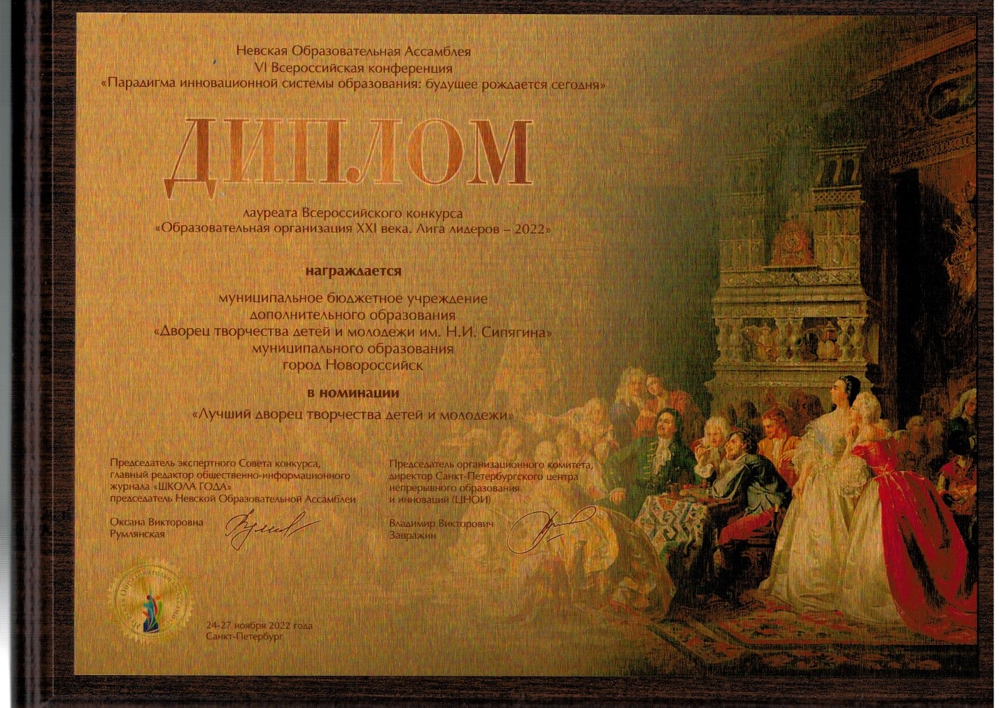 Невская Образовательная Ассамблея
VI Всероссийская конференция
«Парадигма инновационной системы образования: будущее рождается сегодня»
ДИПЛОМ
лауреата Всероссийского конкурса
«Образовательная организация XXI века. Лига лидеров – 2022»
награждается
муниципальное бюджетное учреждение
дополнительного образования
«Дворец творчества детей и молодежи им. Н.И. Сипягина»
муниципального образования
город Новороссийск
в номинации
«Лучший дворец творчества детей и молодежи»
Председатель экспертного Совета конкурса,
главный редактор общественно-информационного
журнала «ШКОЛА ГОДА»
председатель Невской Образовательной Ассамблеи
Оксана Викторовна
Румлянская
Председатель организационного комитета,
директор Санкт-Петербургского центра
непрерывного образования
и инноваций (ЦНОИ)
Владимир Викторович
Завражин
Невская Образовательная Ассамблея
24-27 ноября 2022 года
Санкт-Петербург